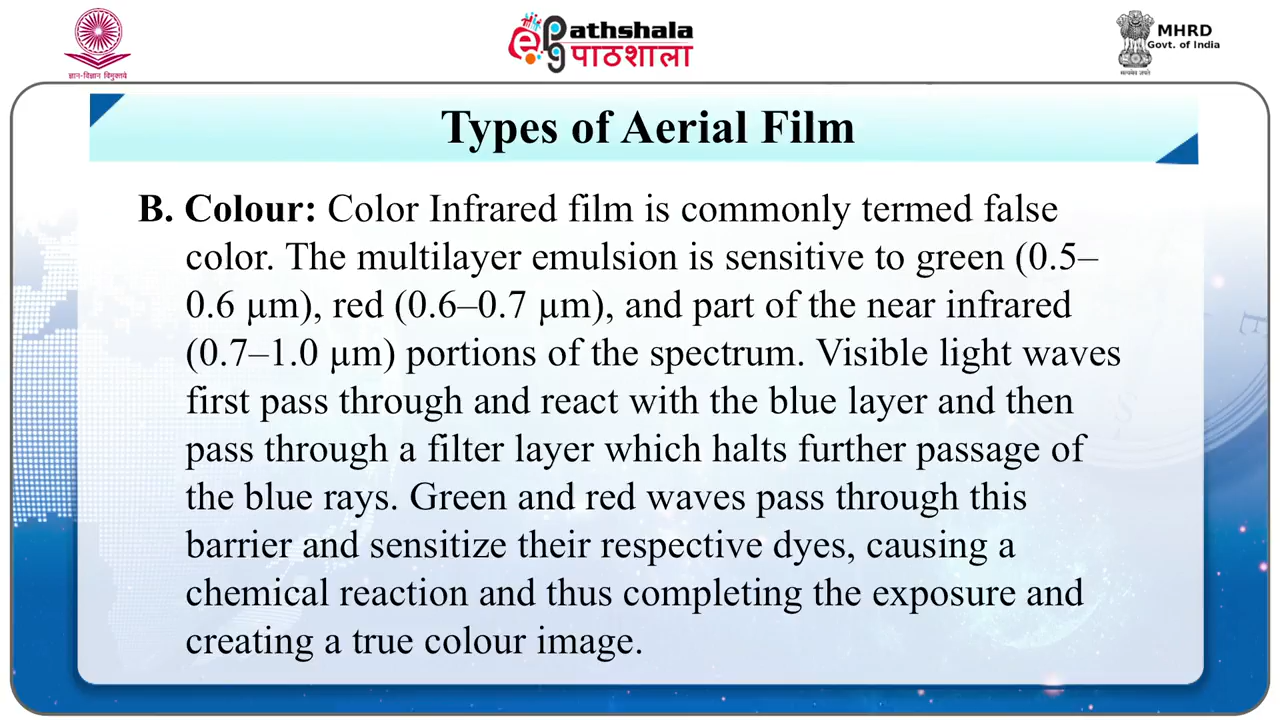 ज्ञान-विज्ञान विमुक्तये
ePathshala
पाठशाला
MHRD
Govt. of India
सत्यमेव जयते
Types of Aerial Film
B. Colour: Color Infrared film is commonly termed false
color. The multilayer emulsion is sensitive to green (0.5–
0.6 µm), red (0.6–0.7 µm), and part of the near infrared
(0.7–1.0 µm) portions of the spectrum. Visible light waves
first pass through and react with the blue layer and then
pass through a filter layer which halts further passage of
the blue rays. Green and red waves pass through this
barrier and sensitize their respective dyes, causing a
chemical reaction and thus completing the exposure and
creating a true colour image.